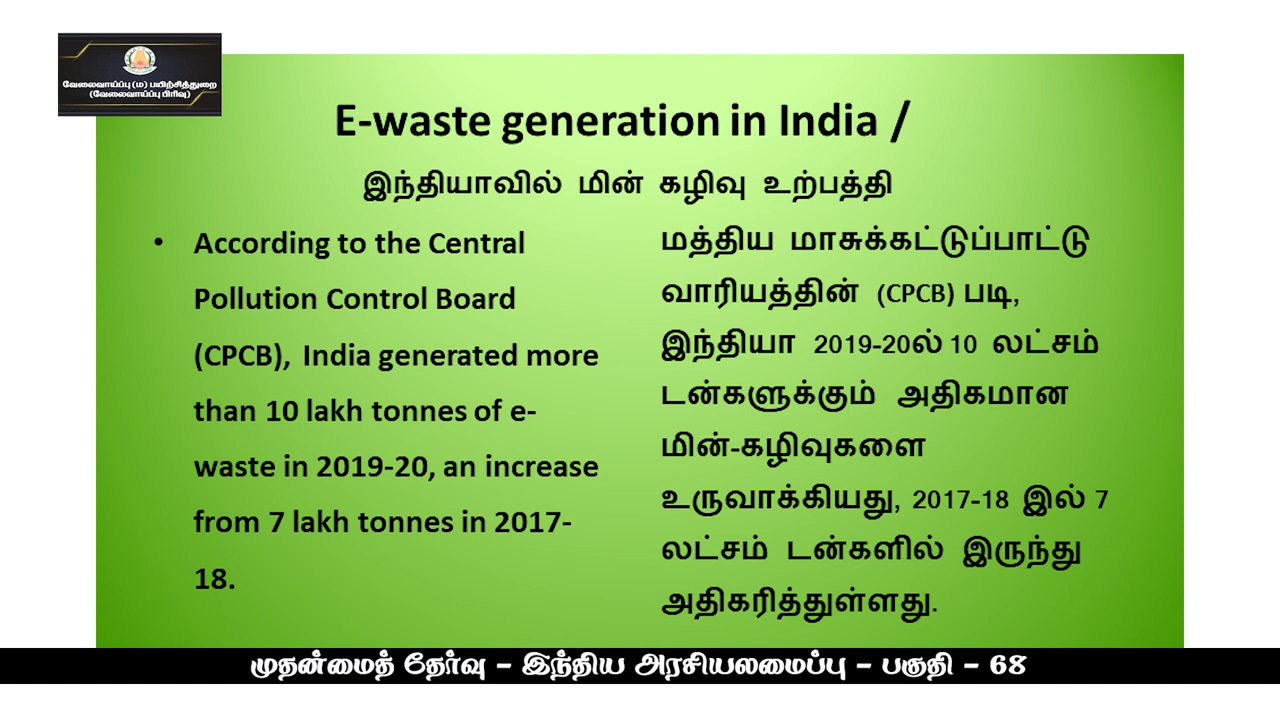 வேலைவாய்ப்பு (ம) பயிற்சித்துறை
(வேலைவாய்ப்பு பிரிவு)
E-waste generation in India /
இந்தியாவில் மின் கழிவு உற்பத்தி
• According to the Central
Pollution Control Board
(CPCB), India generated more
than 10 lakh tonnes of e-
waste in 2019-20, an increase
from 7 lakh tonnes in 2017-
18.
மத்திய மாசுக்கட்டுப்பாட்டு
வாரியத்தின் (CPCB) படி,
இந்தியா 2019-20ல் 10 லட்சம்
டன்களுக்கும் அதிகமான
மின்-கழிவுகளை
உருவாக்கியது, 2017-18 இல் 7
லட்சம் டன்களில் இருந்து
அதிகரித்துள்ளது.
முதன்மைத் தேர்வு – இந்திய அரசியலமைப்பு – பகுதி – 68